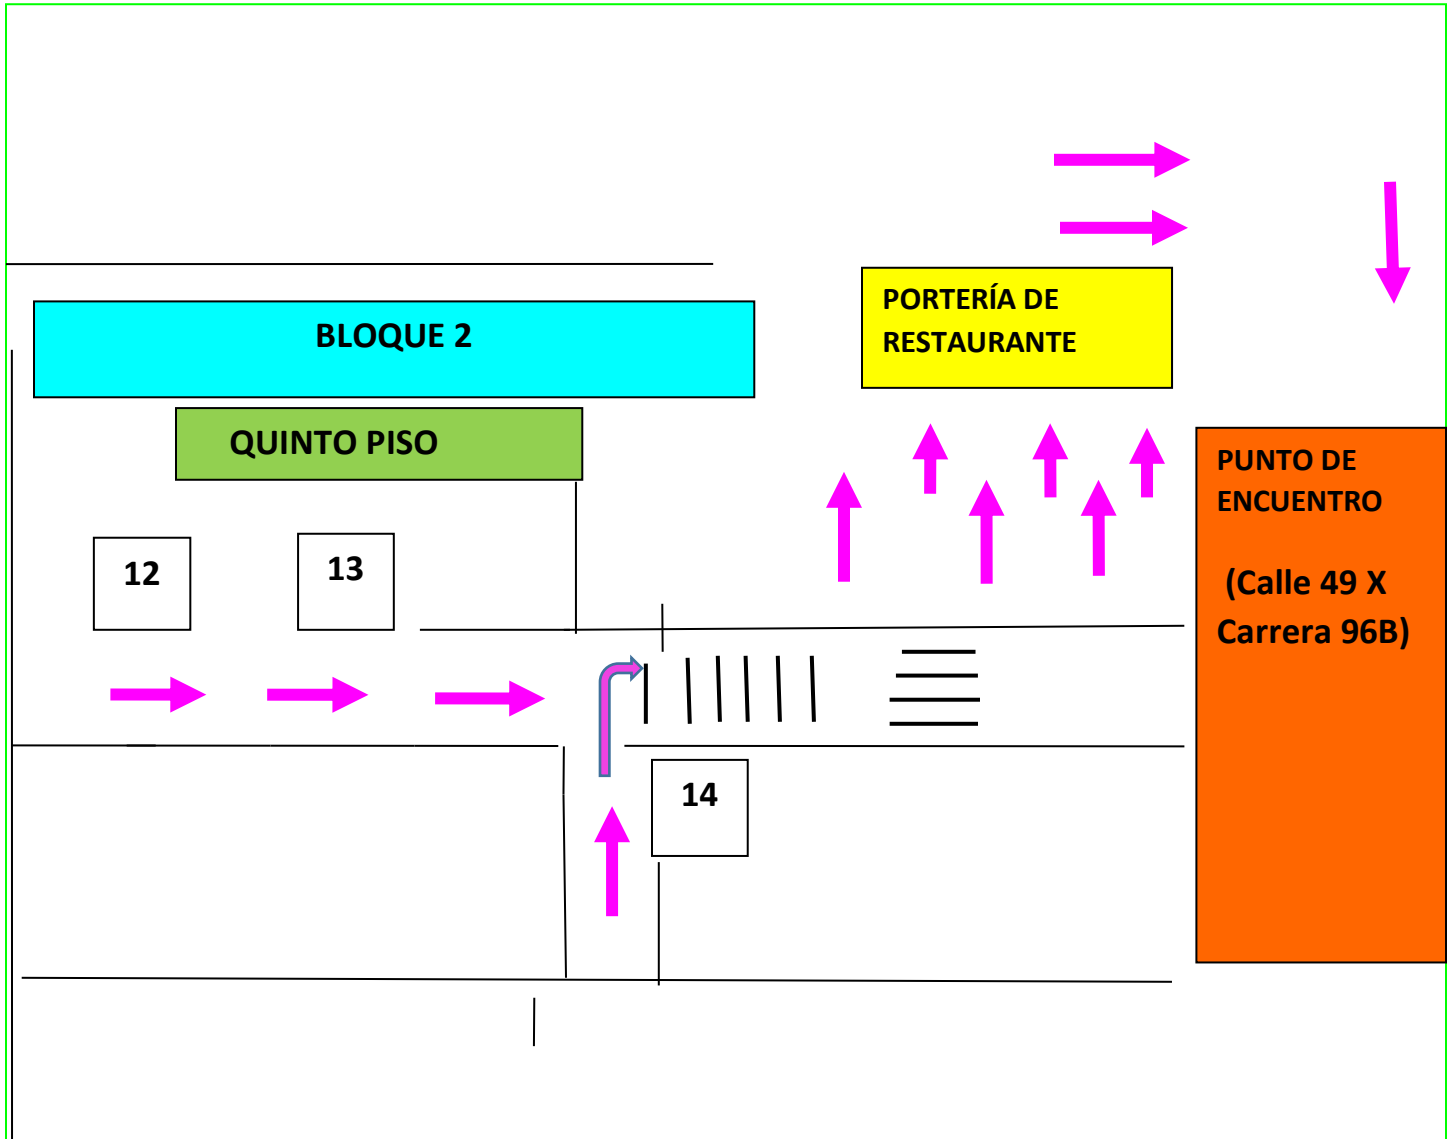 BLOQUE 2
QUINTO PISO
PORTERÍA DE
RESTAURANTE
PUNTO DE
ENCUENTRO
(Calle 49 X
Carrera 96B)
12
13
14